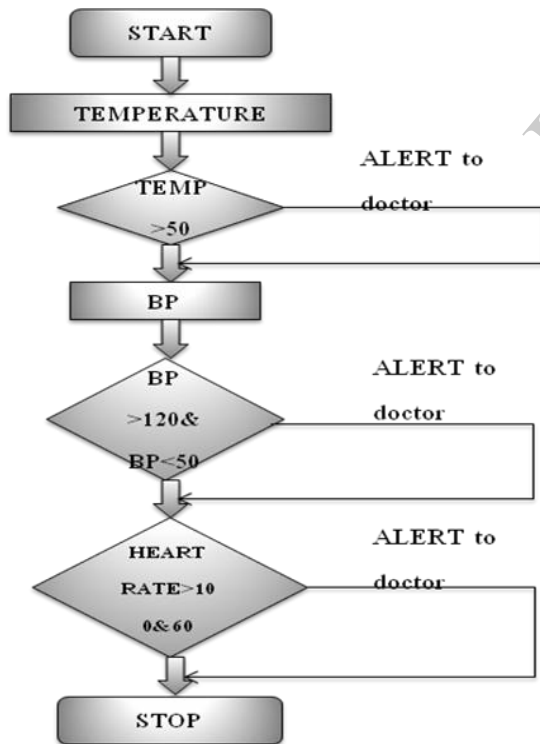 START
TEMPERATURE
ALERT to
doctor
TEMP
>50
BP
ALERT to
doctor
BP
>120&
BP<50
ALERT to
doctor
HEART
RATE>10
0&60
STOP